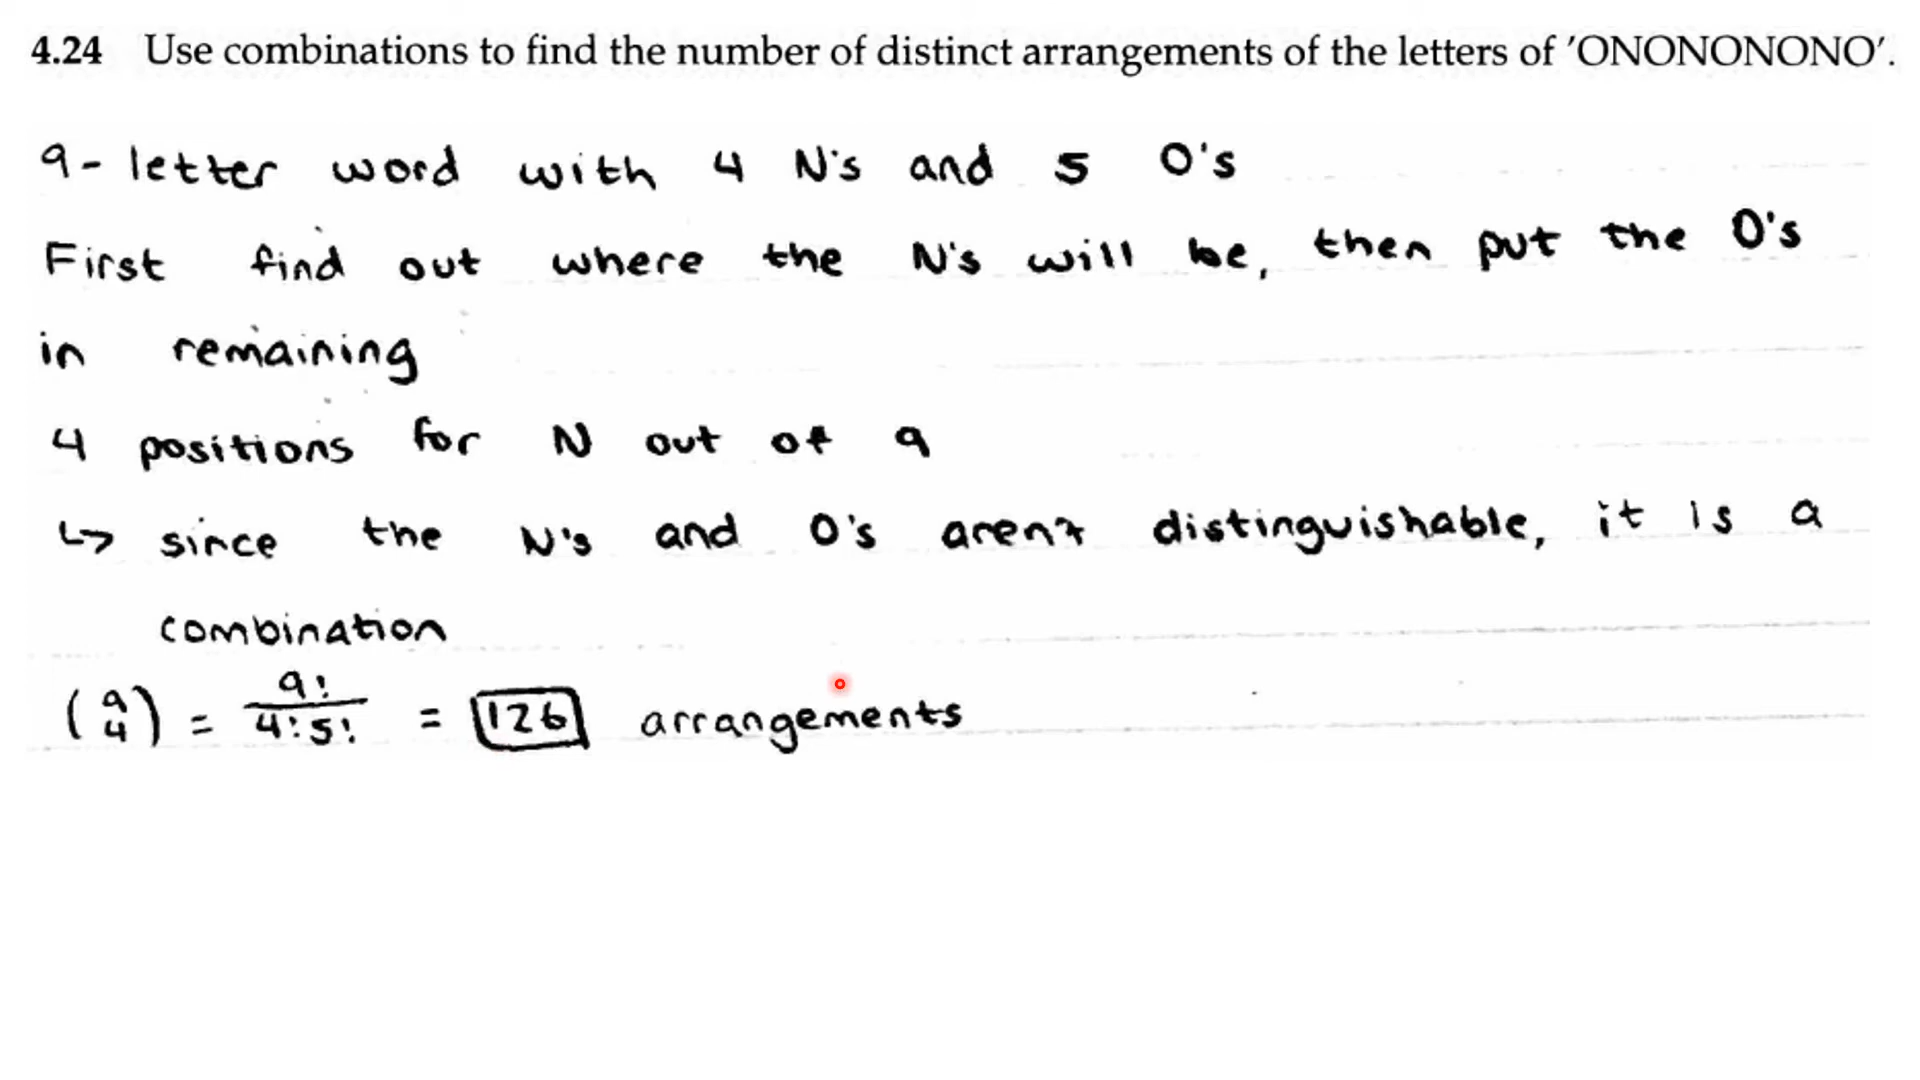 4.24 Use combinations to find the number of distinct arrangements of the letters of 'ONONONONO'.
9-letter word with 4 N's and 5 O's
First find out where the N's will be, then put the O's
in remaining
4 positions for N out of 9
↳ since the N's and O's aren't distinguishable, it is a
combination
(9 4) = 9!/4!5! = 126 arrangements